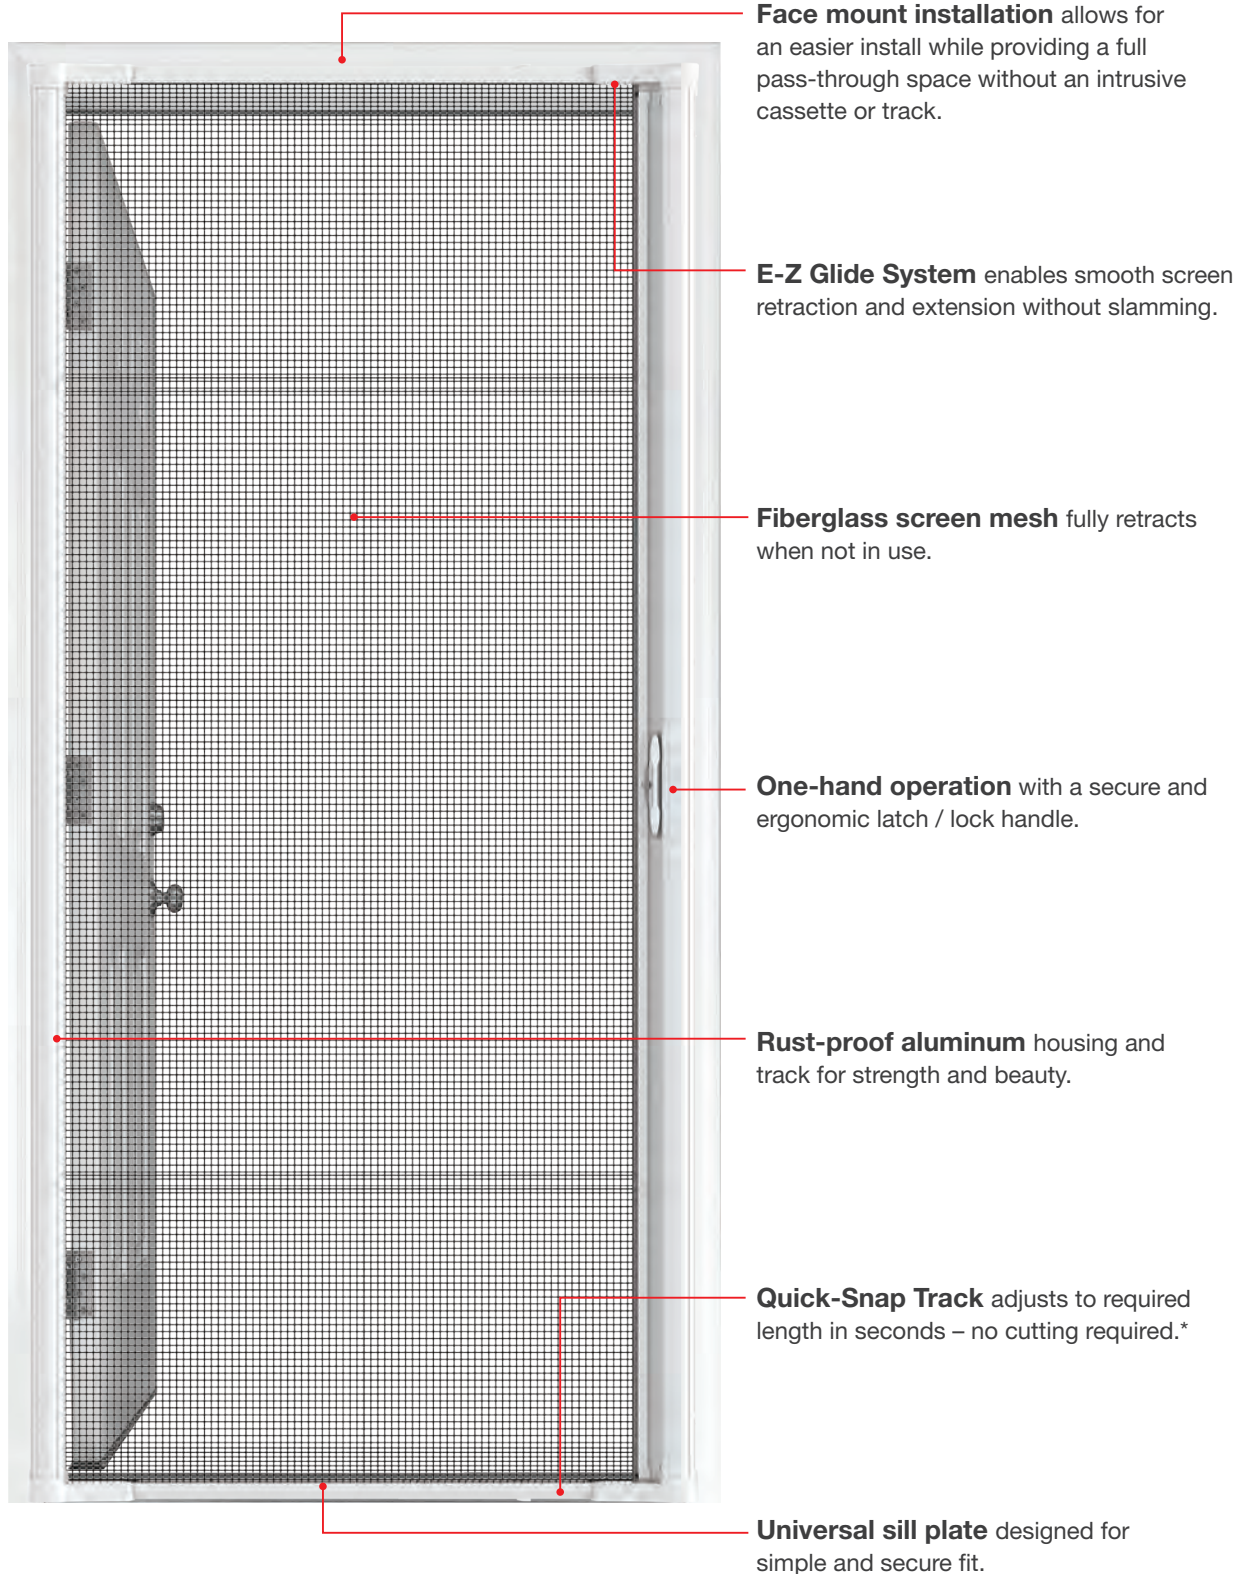 Face mount installation allows for
an easier install while providing a full
pass-through space without an intrusive
cassette or track.
E-Z Glide System enables smooth screen
retraction and extension without slamming.
Fiberglass screen mesh fully retracts
when not in use.
One-hand operation with a secure and
ergonomic latch / lock handle.
Rust-proof aluminum housing and
track for strength and beauty.
Quick-Snap Track adjusts to required
length in seconds – no cutting required.*
Universal sill plate designed for
simple and secure fit.